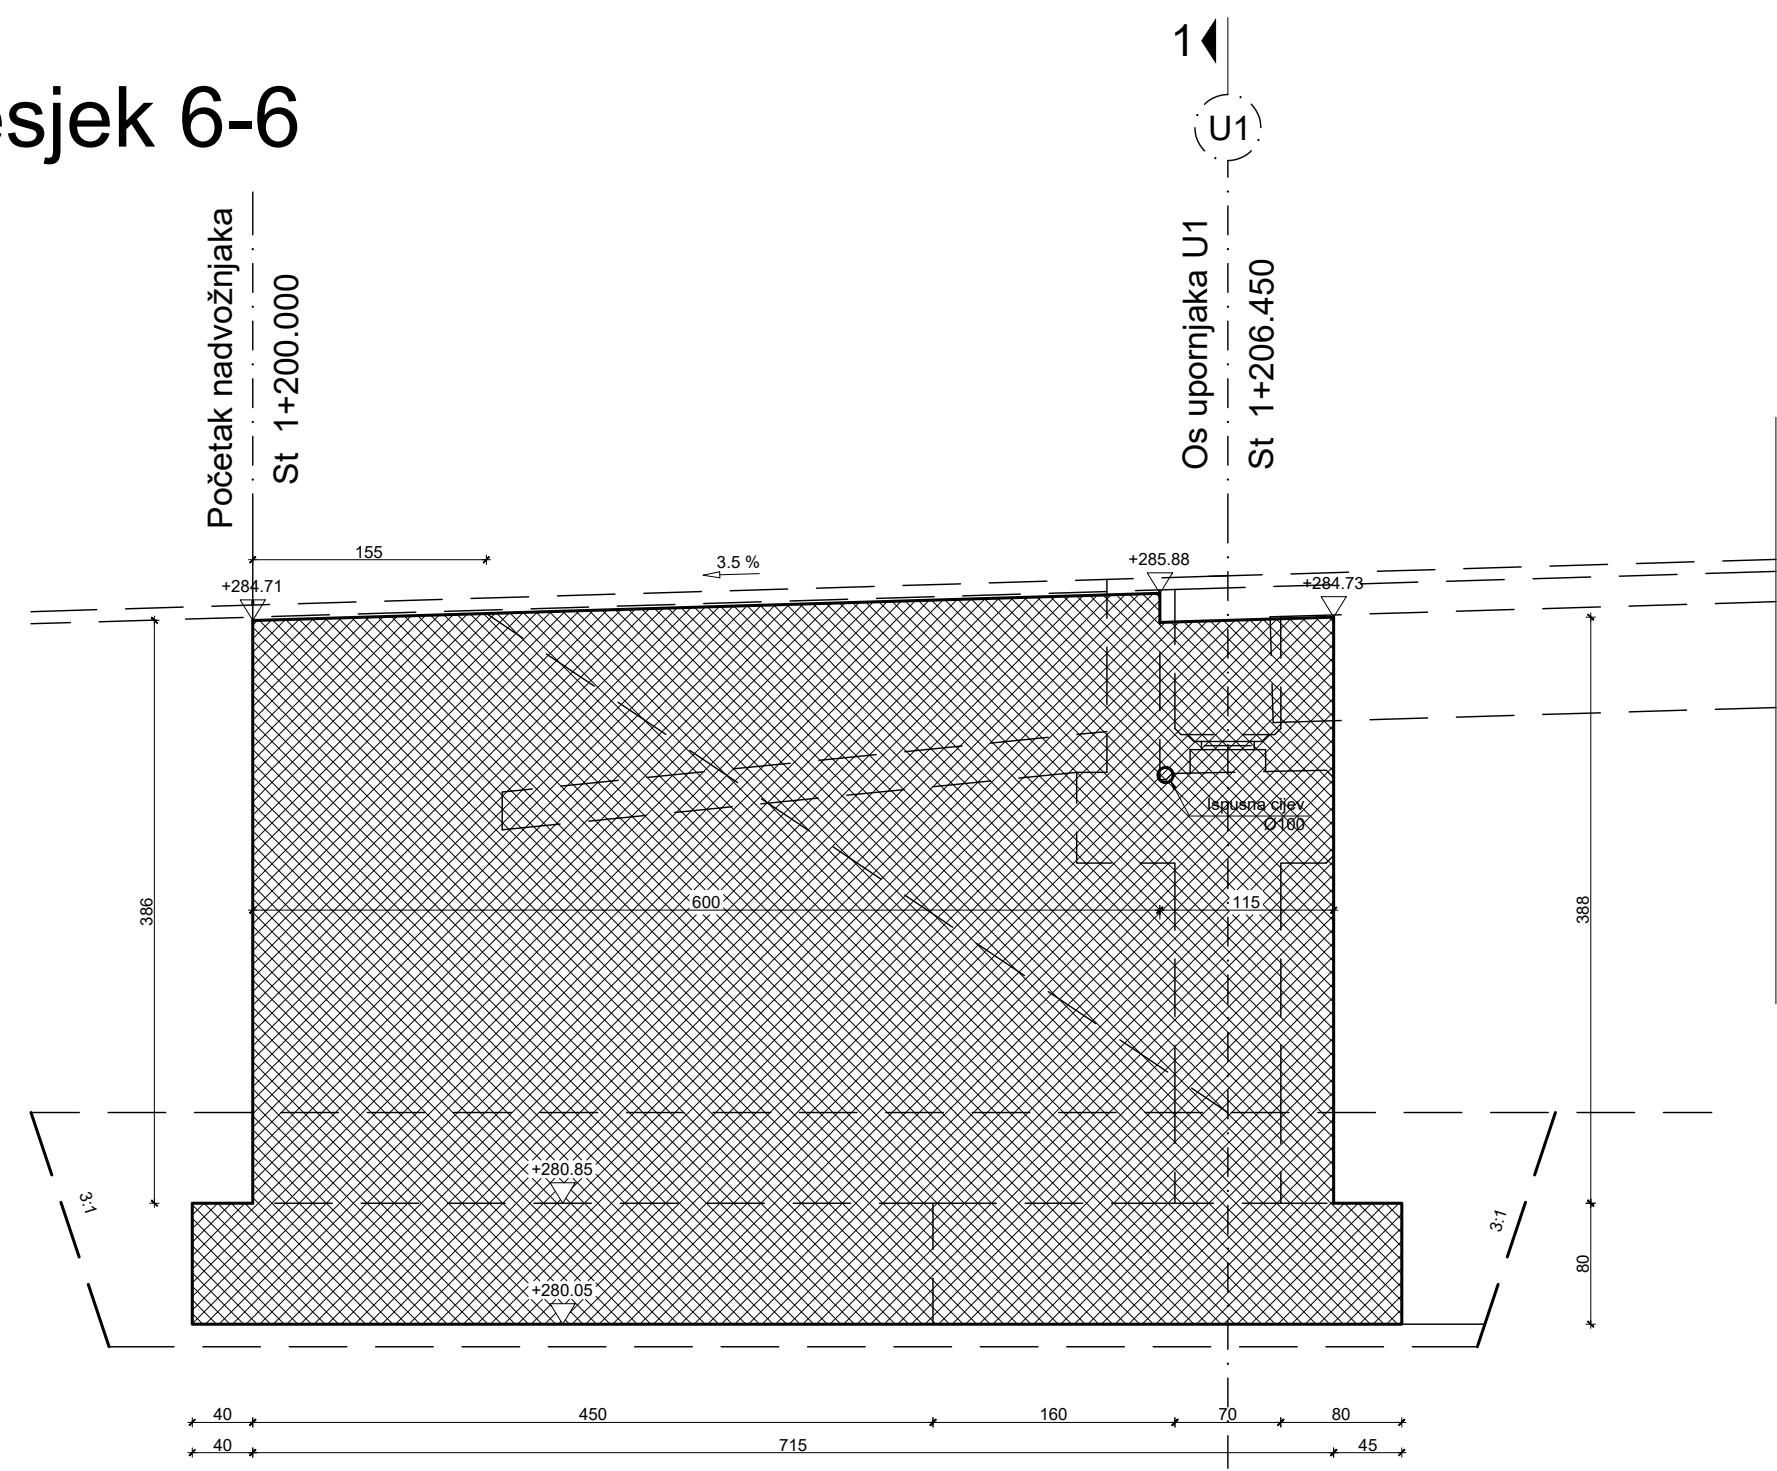 1
esjek 6-6
U1
Početak nadvožnjaka
St 1+200.000
Os upornjaka U1
St 1+206.450
155
3.5 %
+285.88
+284.71
+284.73
Ispusna cijev
Ø100
600
115
386
388
+280.85
3:1
3:1
80
+280.05
40
450
160
70
80
40
715
45